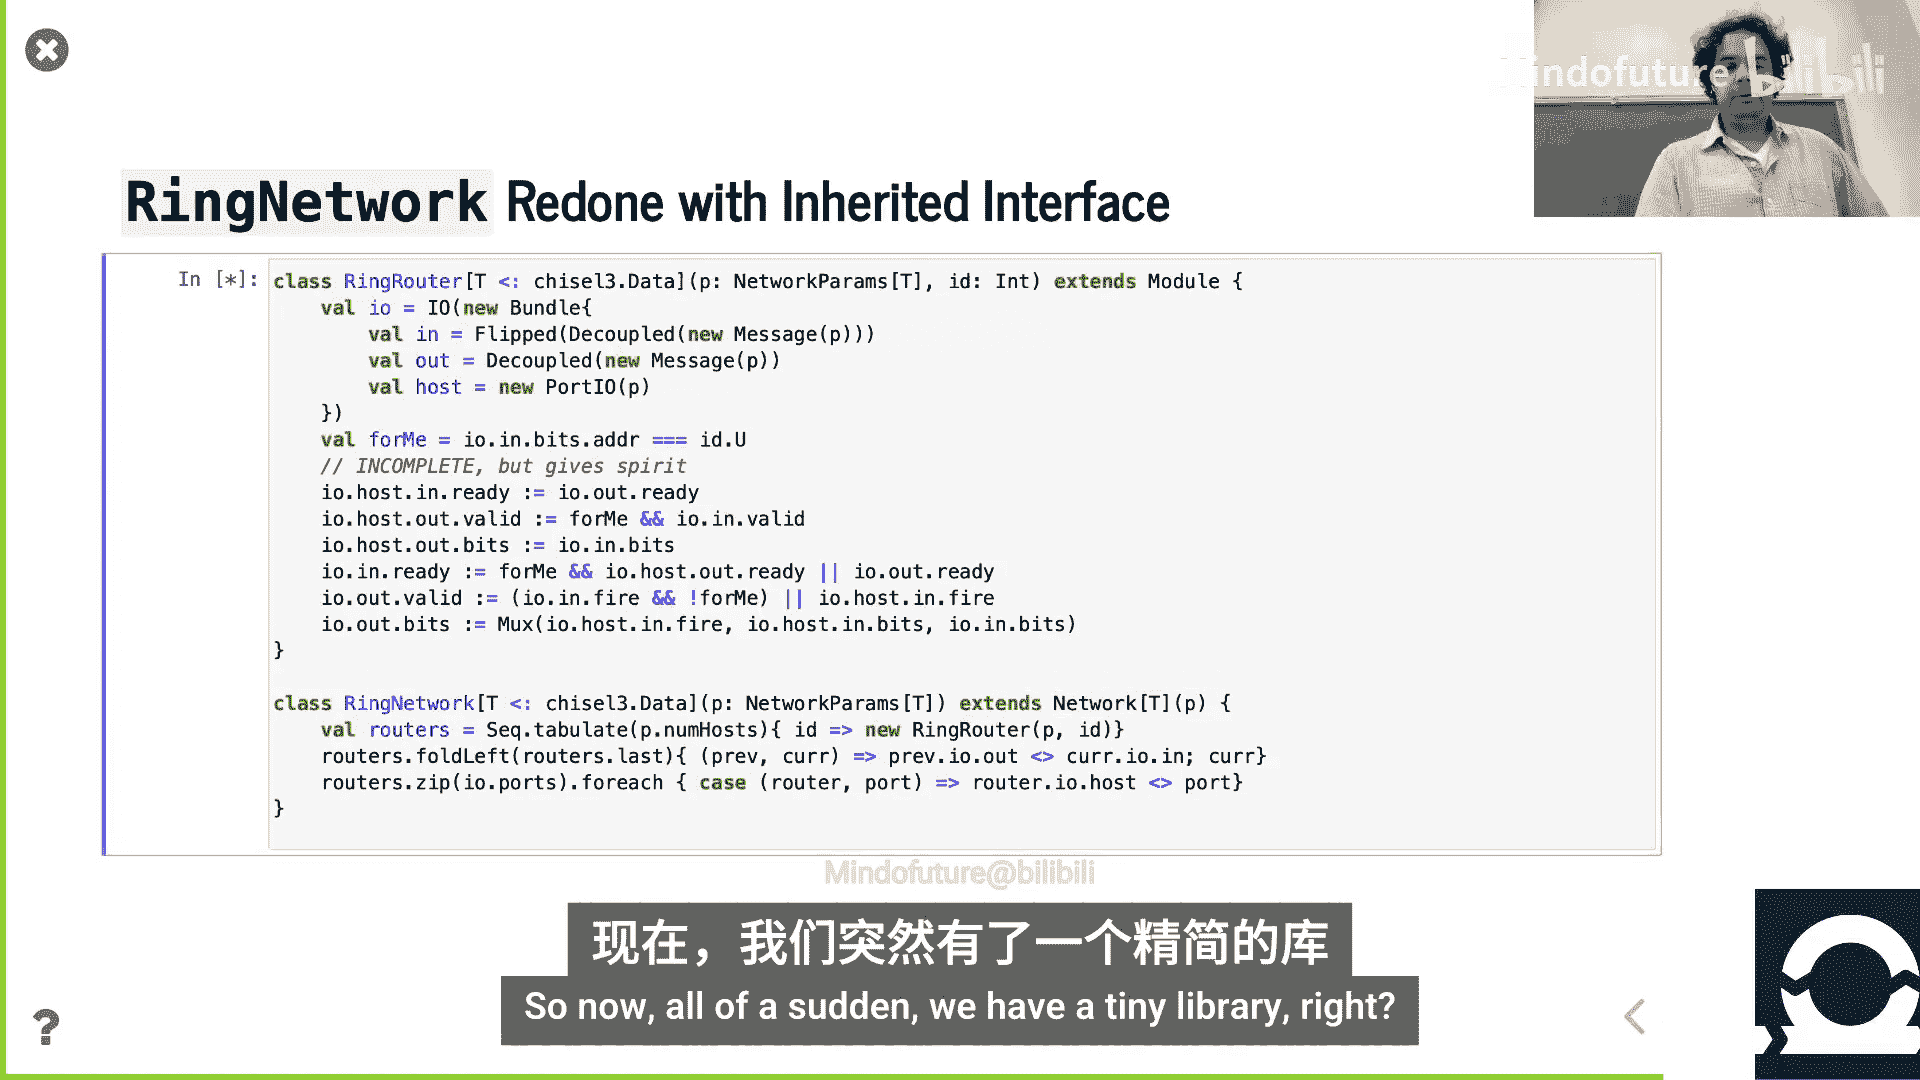 indofuture bilibili
RingNetwork Redone with Inherited Interface
In [*]:
class RingRouter[T <: chisel3.Data](p: NetworkParams[T], id: Int) extends Module {
    val io = IO(new Bundle{
        val in = Flipped(Decoupled(new Message(p)))
        val out = Decoupled(new Message(p))
        val host = new PortIO(p)
    })
    val forMe = io.in.bits.addr === id.U
    // INCOMPLETE, but gives spirit
    io.host.in.ready := io.out.ready
    io.host.out.valid := forMe && io.in.valid
    io.host.out.bits := io.in.bits
    io.in.ready := forMe && io.host.out.ready || io.out.ready
    io.out.valid := (io.in.fire && !forMe) || io.host.in.fire
    io.out.bits := Mux(io.host.in.fire, io.host.in.bits, io.in.bits)
}
class RingNetwork[T <: chisel3.Data](p: NetworkParams[T]) extends Network[T](p) {
    val routers = Seq.tabulate(p.numHosts){ id => new RingRouter(p, id)}
    routers.foldLeft(routers.last){ (prev, curr) => prev.io.out <> curr.io.in; curr}
    routers.zip(io.ports).foreach { case (router, port) => router.io.host <> port}
}
Mindofuture@bilibili
现在，我们突然有了一个精简的库
So now, all of a sudden, we have a tiny library, right?
?